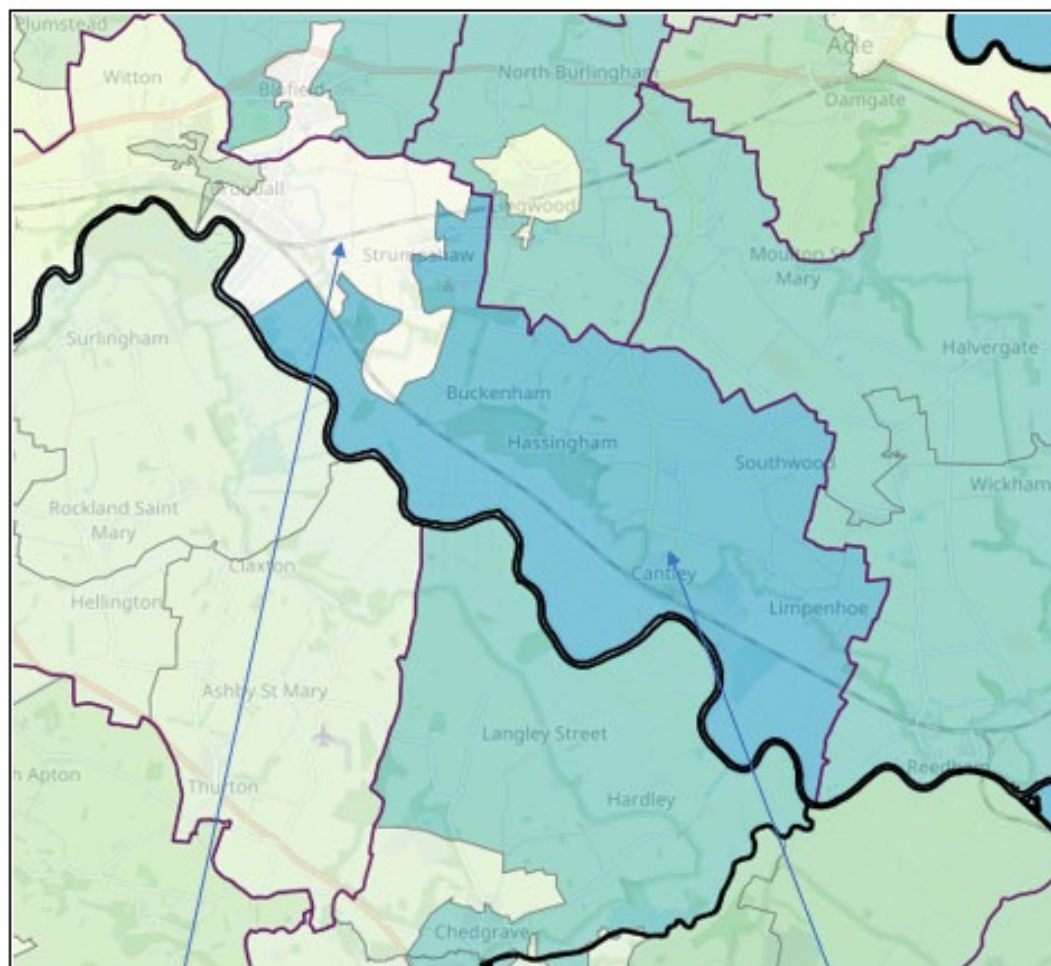 Plumstead
Witton
Blofield
North Burlingham
Acle
Damgate
Brundall
Lingwood
Strumpshaw
Moulton St.
Mary
Surlingham
Halvergate
Buckenham
Hassingham
Southwood
Wickham
Rockland Saint
Mary
Claxton
Cantley
Hellington
Limpenhoe
Ashby St Mary
Langley Street
Apton
Thurton
Reedham
Hardley
Chedgrave